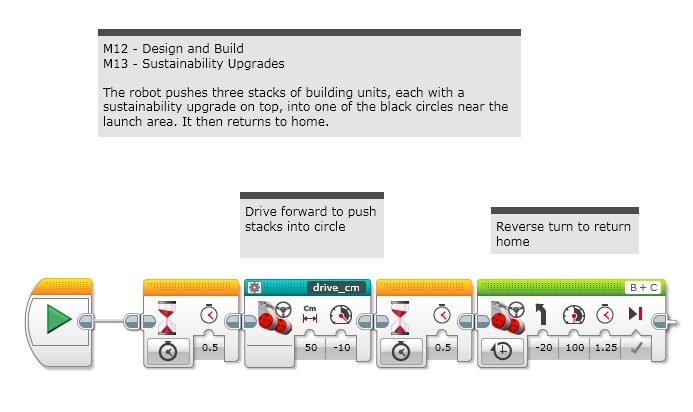 M12 - Design and Build
M13 - Sustainability Upgrades
The robot pushes three stacks of building units, each with a
sustainability upgrade on top, into one of the black circles near the
launch area. It then returns to home.
Drive forward to push
stacks into circle
Reverse turn to return
home
drive_cm
B + C
Cm
0.5
50
-10
0.5
-20
100
1.25